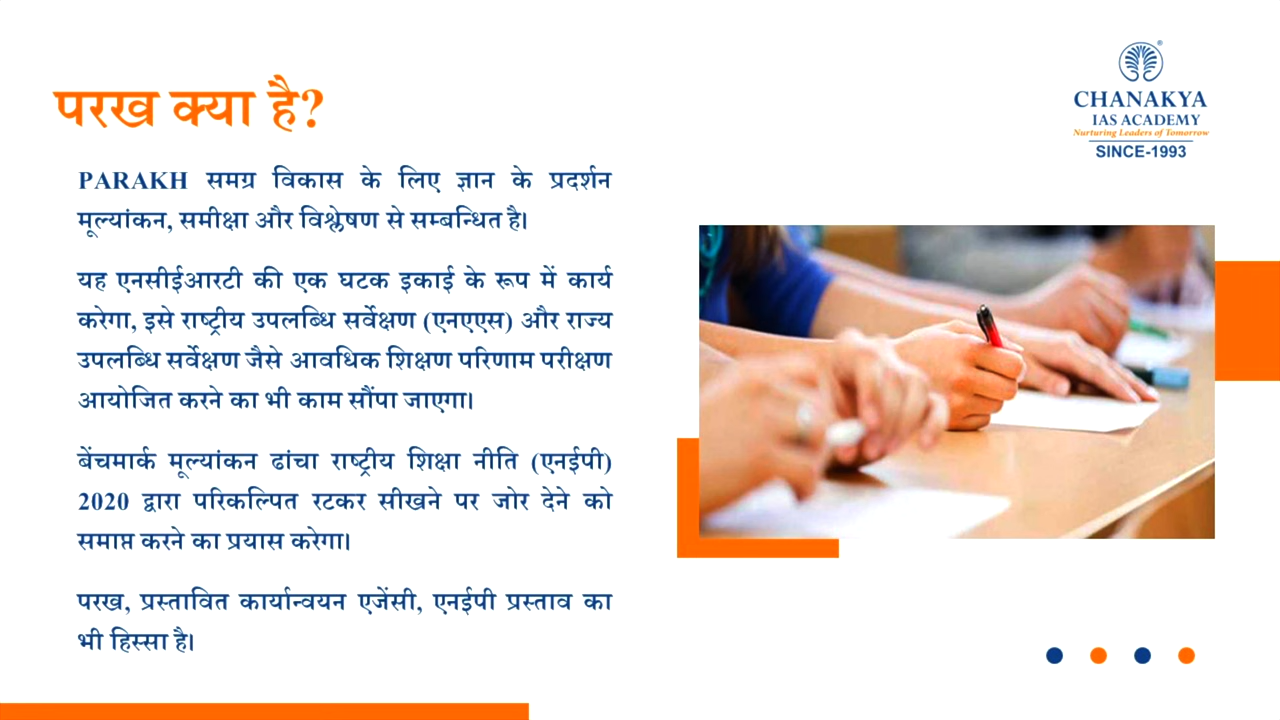 परख क्या है?
PARAKH समग्र विकास के लिए ज्ञान के प्रदर्शन
मूल्यांकन, समीक्षा और विश्लेषण से सम्बन्धित है।
यह एनसीईआरटी की एक घटक इकाई के रूप में कार्य
करेगा, इसे राष्ट्रीय उपलब्धि सर्वेक्षण (एनएएस) और राज्य
उपलब्धि सर्वेक्षण जैसे आवधिक शिक्षण परिणाम परीक्षण
आयोजित करने का भी काम सौंपा जाएगा।
बेंचमार्क मूल्यांकन ढांचा राष्ट्रीय शिक्षा नीति (एनईपी)
2020 द्वारा परिकल्पित रटकर सीखने पर जोर देने को
समाप्त करने का प्रयास करेगा।
परख, प्रस्तावित कार्यान्वयन एजेंसी, एनईपी प्रस्ताव का
भी हिस्सा है।
®
CHANAKYA
IAS ACADEMY
Nurturing Leaders of Tomorrow
SINCE-1993